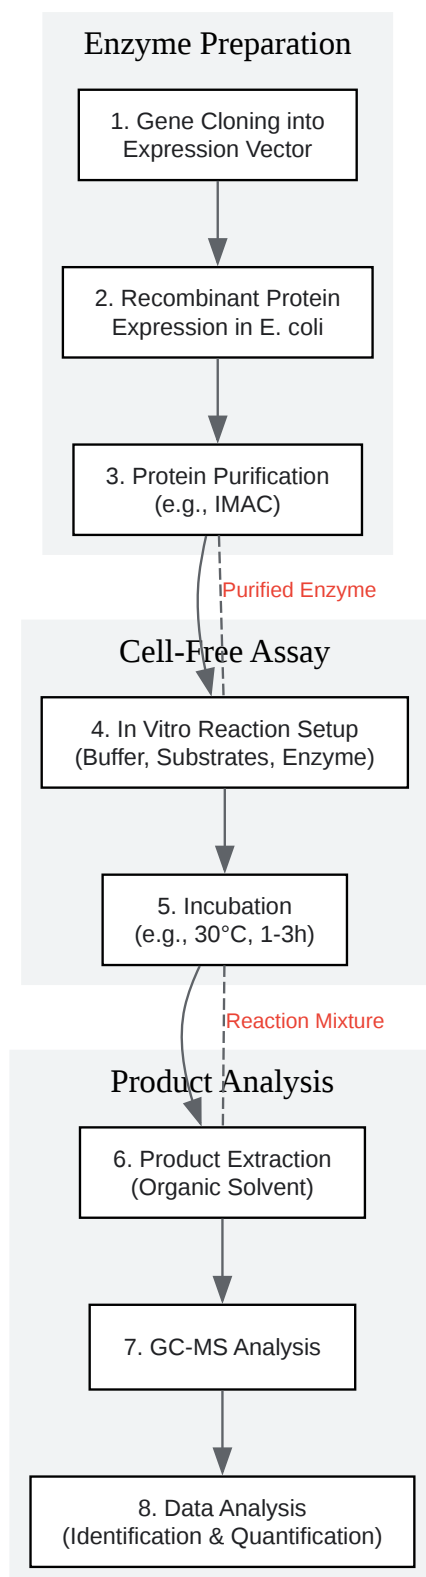 Enzyme Preparation
1. Gene Cloning into
Expression Vector
2. Recombinant Protein
Expression in E. coli
3. Protein Purification
(e.g., IMAC)
Purified Enzyme
Cell-Free Assay
4. In Vitro Reaction Setup
(Buffer, Substrates, Enzyme)
5. Incubation
(e.g., 30°C, 1-3h)
Reaction Mixture
Product Analysis
6. Product Extraction
(Organic Solvent)
7. GC-MS Analysis
8. Data Analysis
(Identification & Quantification)